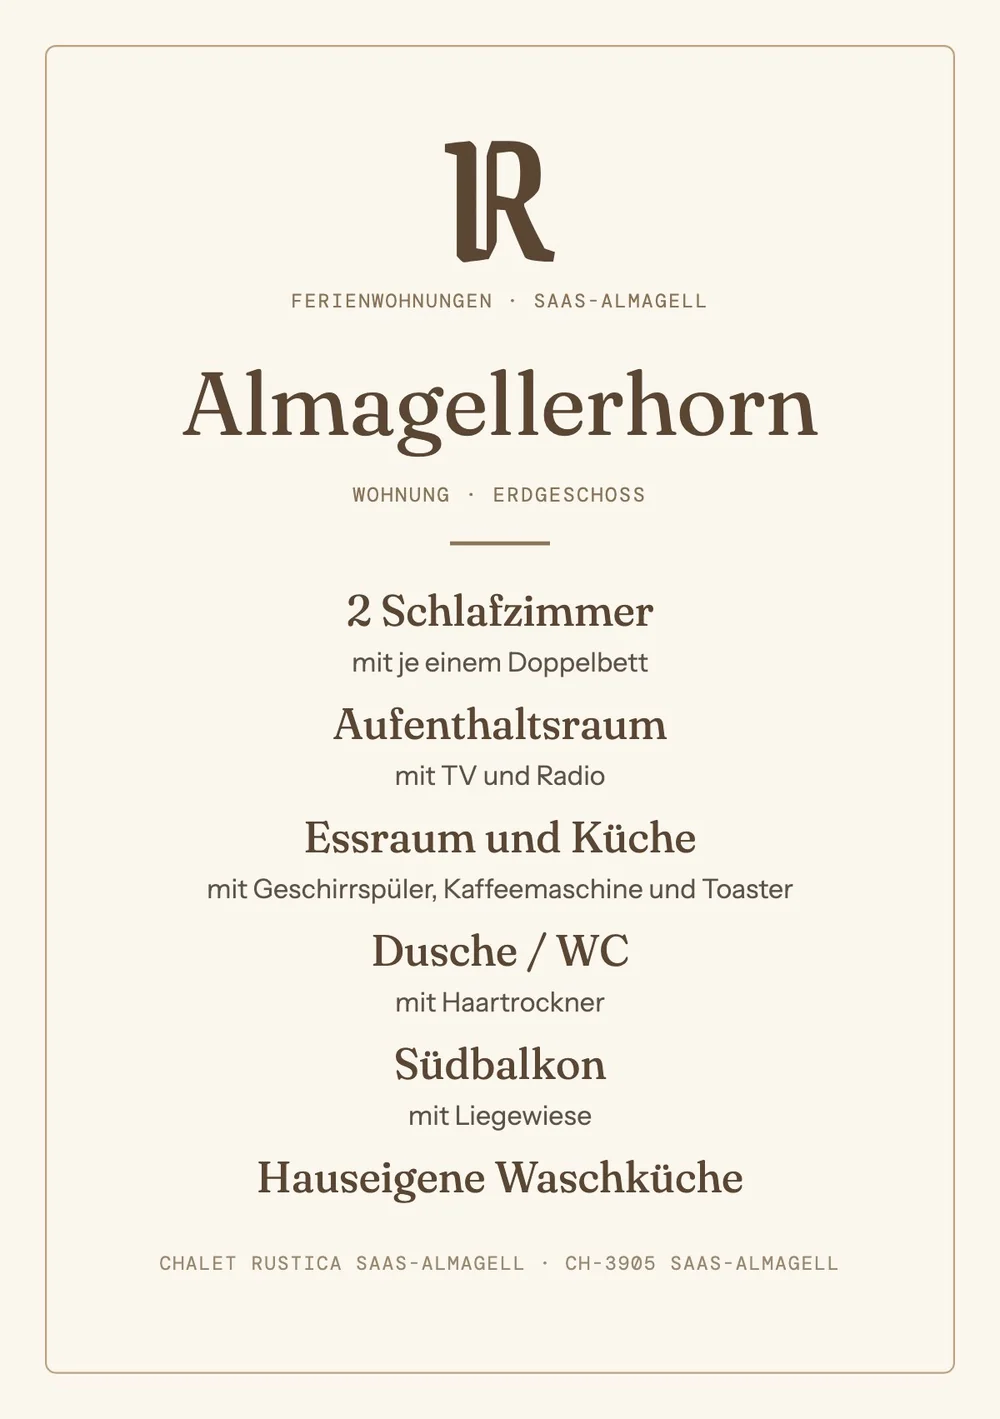 R
FERIENWOHNUNGEN · SAAS-ALMAGELL
Almagellerhorn
WOHNUNG · ERDGESCHOSS
2 Schlafzimmer
mit je einem Doppelbett
Aufenthaltsraum
mit TV und Radio
Essraum und Küche
mit Geschirrspüler, Kaffeemaschine und Toaster
Dusche / WC
mit Haartrockner
Südbalkon
mit Liegewiese
Hauseigene Waschküche
CHALET RUSTICA SAAS-ALMAGELL · CH-3905 SAAS-ALMAGELL